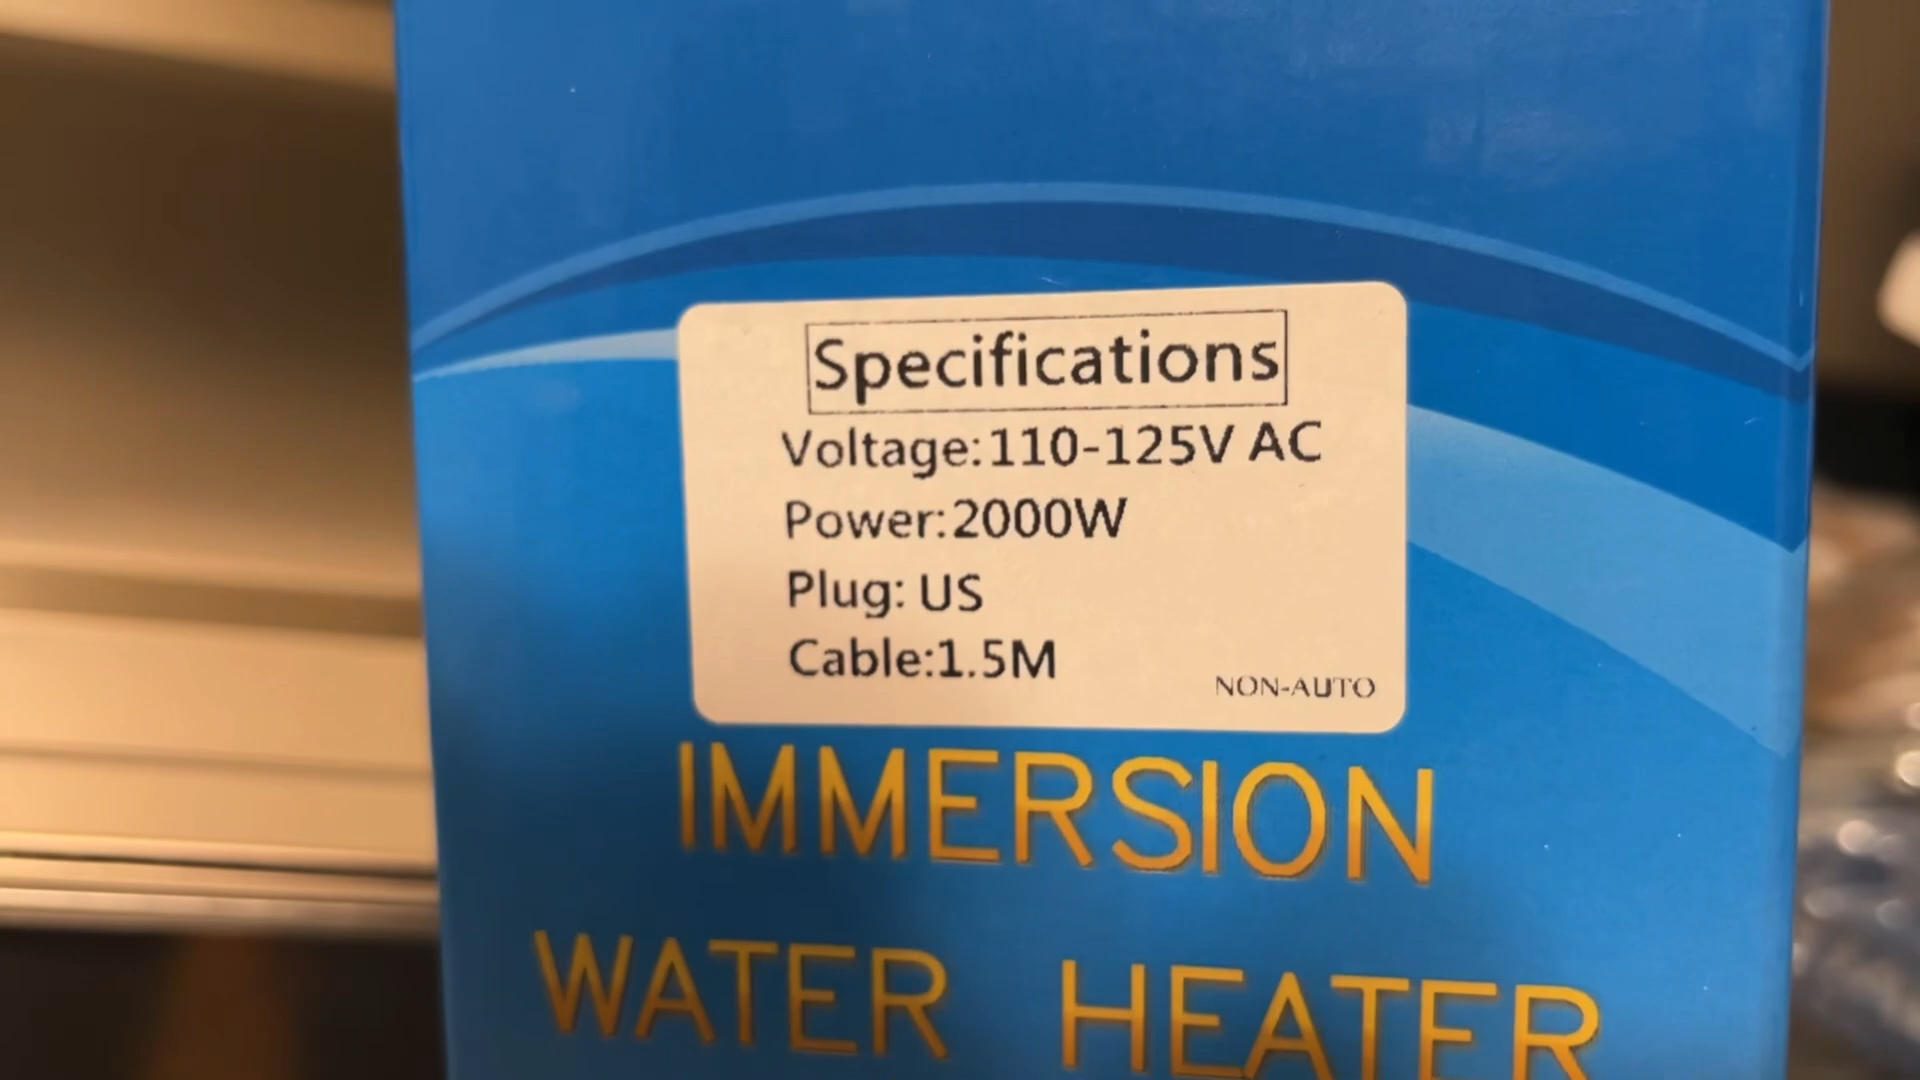 Specifications
Voltage:110-125V AC
Power:2000W
Plug: US
Cable:1.5M
NON-AUTO
IMMERSION
WATER HEATER